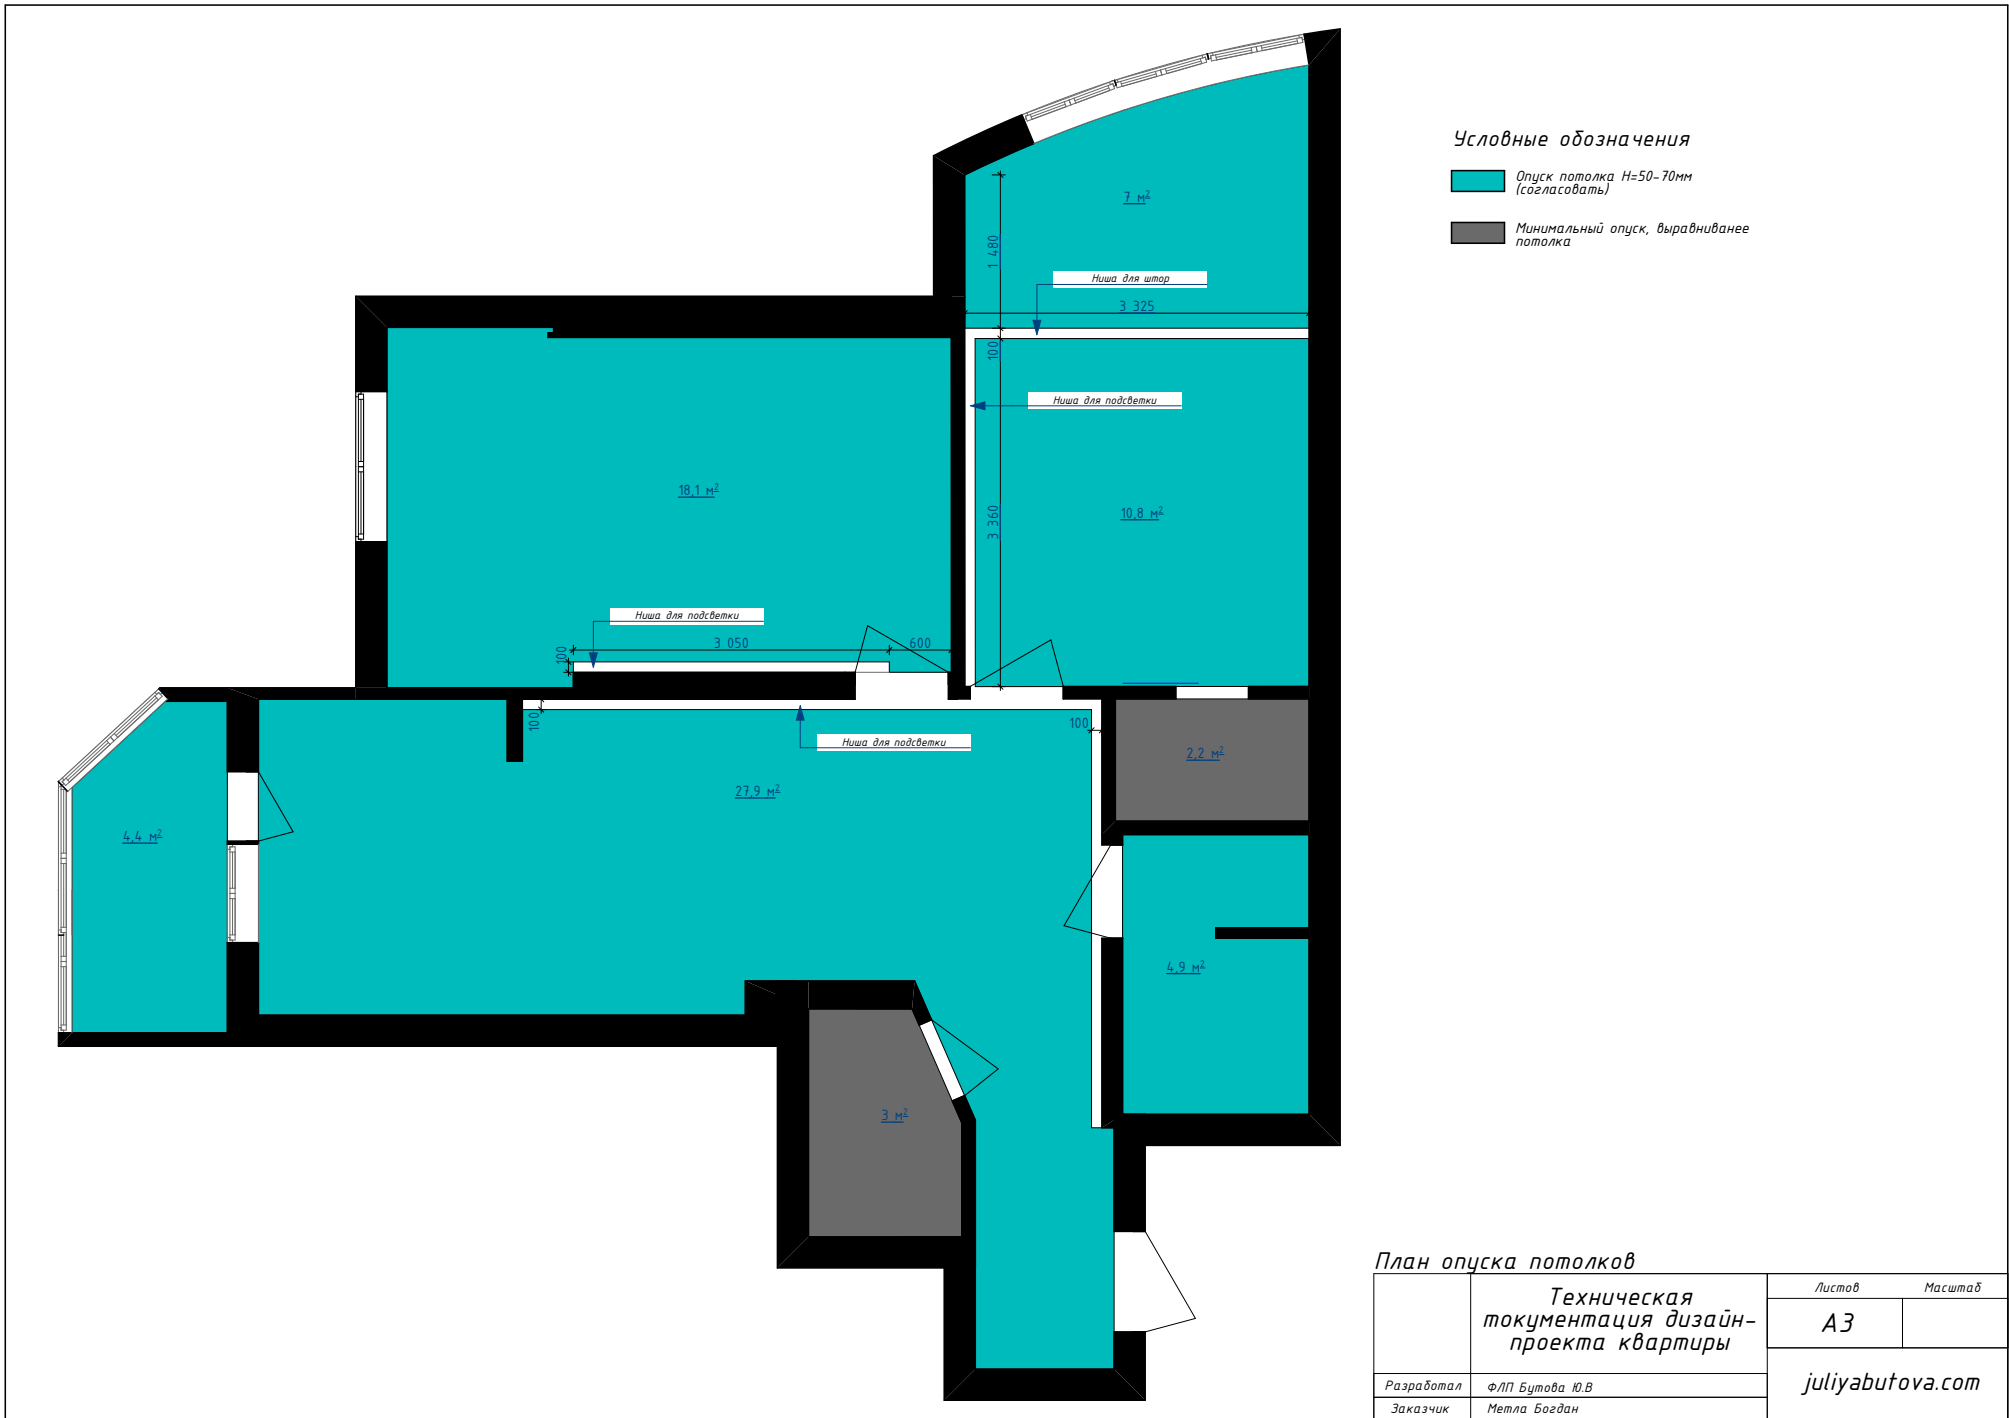 Условные обозначения
Опуск потолка H=50-70мм
(согласовать)
Минимальный опуск, выравниванее
потолка
7 м²
1 480
Ниша для штор
3 325
100
Ниша для подсветки
18,1 м²
10,8 м²
3 360
Ниша для подсветки
3 050
600
100
100
100
Ниша для подсветки
2,2 м²
27,9 м²
4,4 м²
4,9 м²
3 м²
План опуска потолков
Техническая
токументация дизайн-
проекта квартиры
Листов
Масштаб
А3
Разработал
ФЛП Бутова Ю.В
juliyabutova.com
Заказчик
Метла Богдан